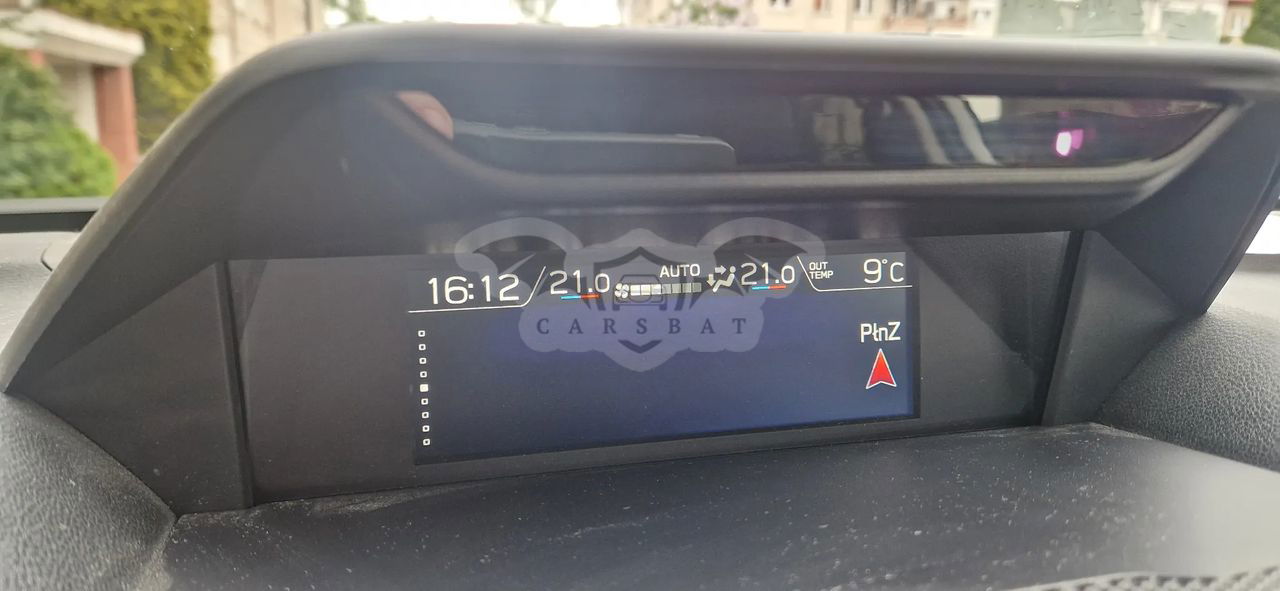 16:12 21.0 AUTO 21.0 OUT TEMP 9°C
CARSBAT
PłnZ